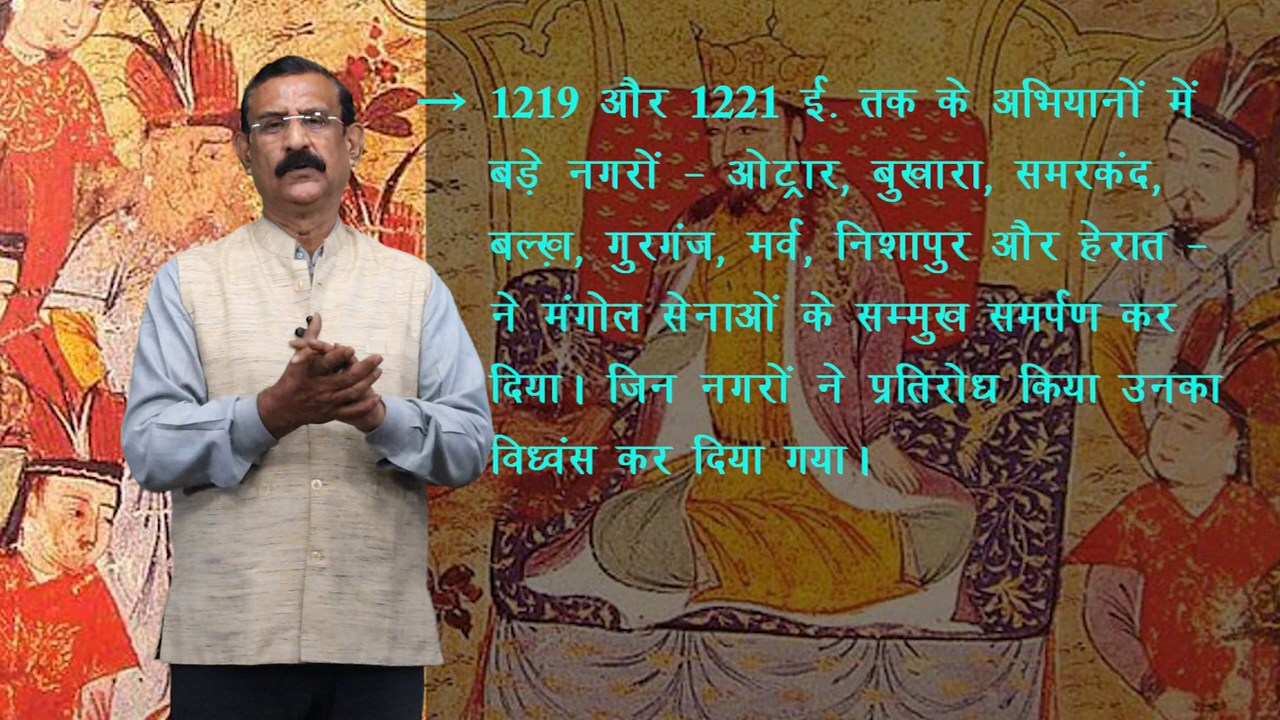 → 1219 और 1221 ई. तक के अभियानों में
बड़े नगरों - ओट्रार, बुखारा, समरकंद,
बल्ख़, गुरगंज, मर्व, निशापुर और हेरात -
ने मंगोल सेनाओं के सम्मुख समर्पण कर
दिया। जिन नगरों ने प्रतिरोध किया उनका
विध्वंस कर दिया गया।